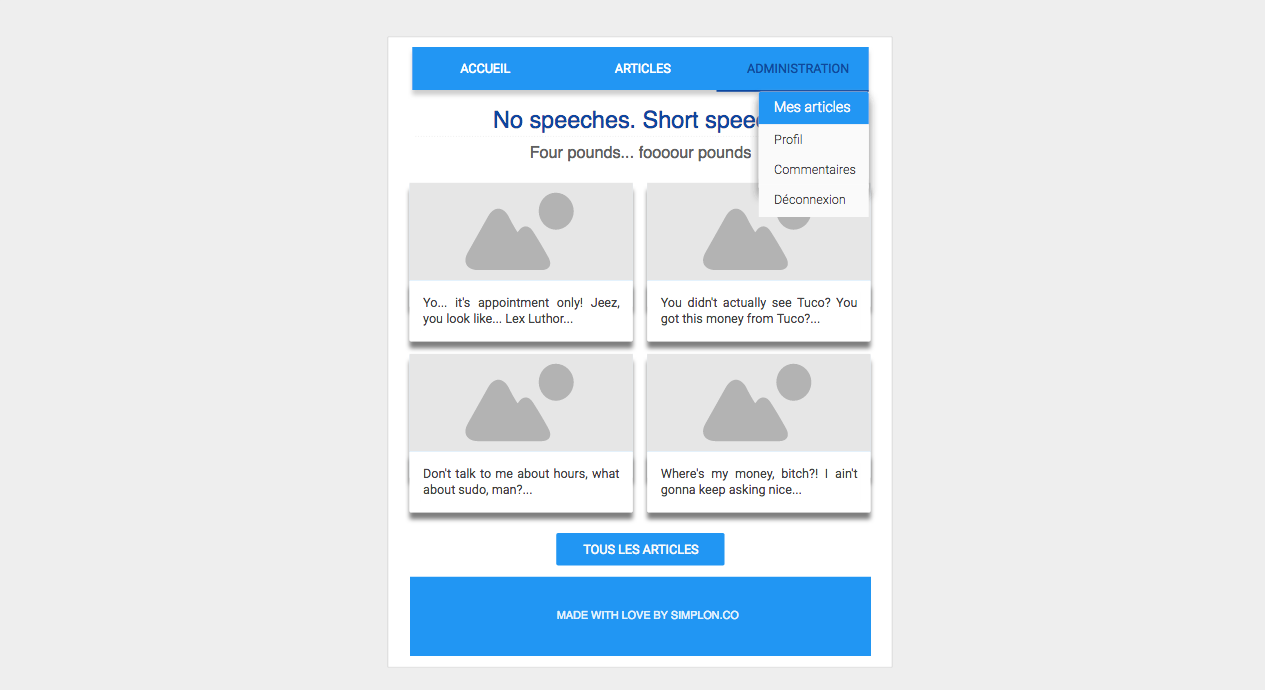 ACCUEIL ARTICLES ADMINISTRATION
Mes articles
Profil
Commentaires
Déconnexion
No speeches. Short
Four pounds... foooour pounds
Yo... it's appointment only! Jeez,
you look like... Lex Luthor...
You didn't actually see Tuco? You
got this money from Tuco?...
Don't talk to me about hours, what
about sudo, man?...
Where's my money, bitch?! I ain't
gonna keep asking nice...
TOUS LES ARTICLES
MADE WITH LOVE BY SIMPLON.CO